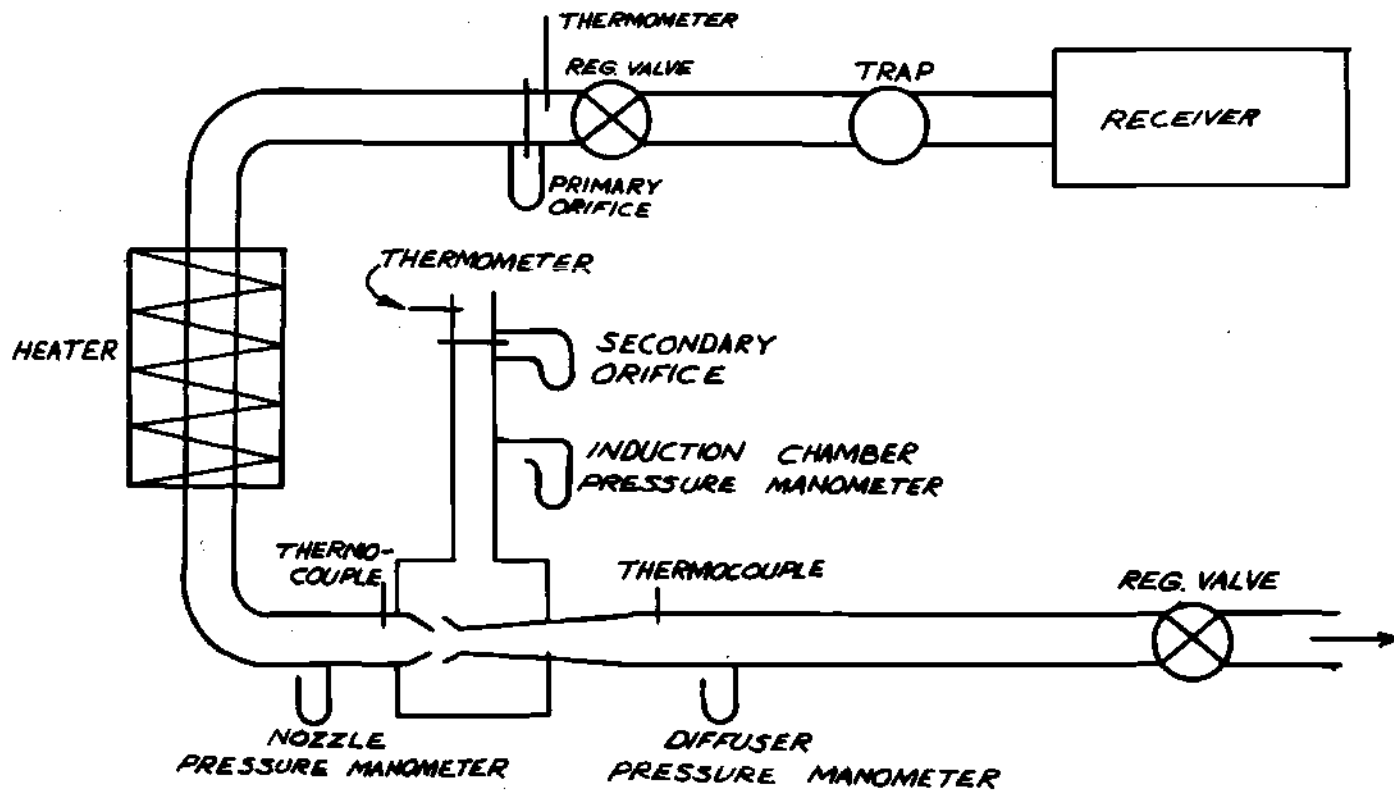 THERMOMETER
REG. VALVE
TRAP
RECEIVER
PRIMARY
ORIFICE
THERMOMETER
HEATER
SECONDARY
ORIFICE
INDUCTION CHAMBER
PRESSURE MANOMETER
THERMO-
COUPLE
THERMOCOUPLE
REG. VALVE
NOZZLE
PRESSURE MANOMETER
DIFFUSER
PRESSURE MANOMETER